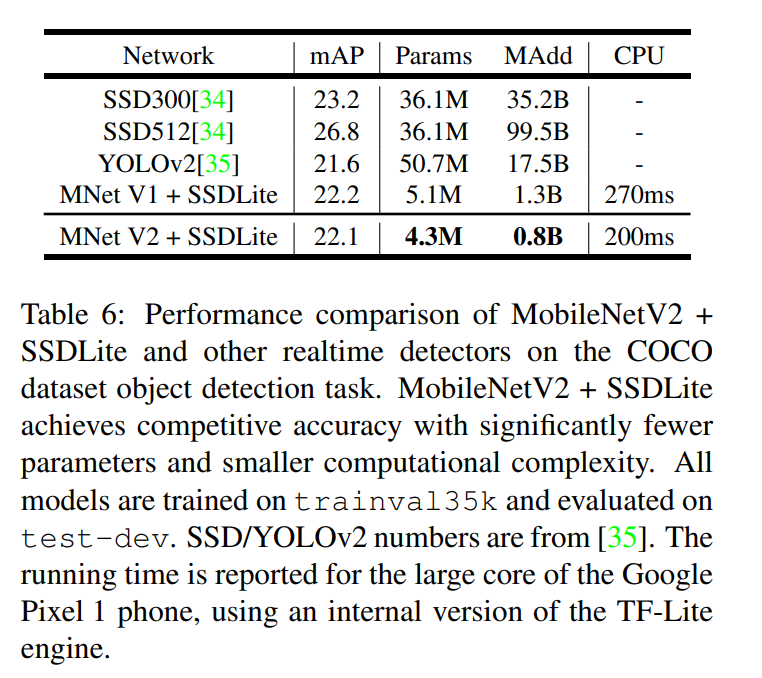 Network mAP Params MAdd CPU
SSD300[34] 23.2 36.1M 35.2B -
SSD512[34] 26.8 36.1M 99.5B -
YOLOv2[35] 21.6 50.7M 17.5B -
MNet V1 + SSDLite 22.2 5.1M 1.3B 270ms
MNet V2 + SSDLite 22.1 4.3M 0.8B 200ms
Table 6: Performance comparison of MobileNetV2 +
SSDLite and other realtime detectors on the COCO
dataset object detection task. MobileNetV2 + SSDLite
achieves competitive accuracy with significantly fewer
parameters and smaller computational complexity. All
models are trained on trainval35k and evaluated on
test-dev. SSD/YOLOv2 numbers are from [35]. The
running time is reported for the large core of the Google
Pixel 1 phone, using an internal version of the TF-Lite
engine.